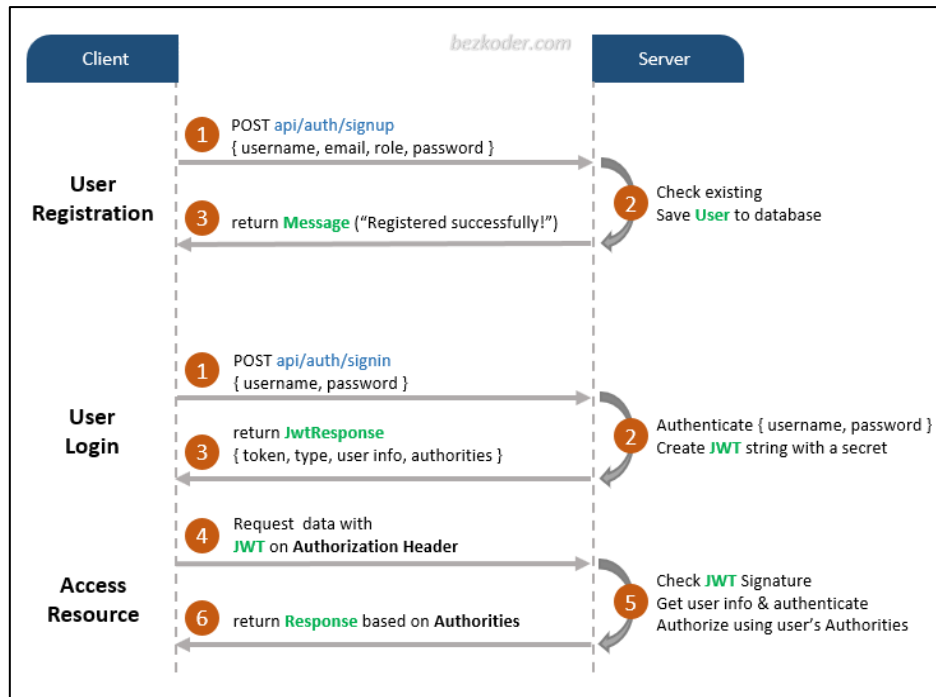 bezkoder.com
Client
Server
1
POST api/auth/signup
{ username, email, role, password }
User
Registration
2
Check existing
Save User to database
3
return Message (“Registered successfully!”)
1
POST api/auth/signin
{ username, password }
User
Login
2
Authenticate { username, password }
Create JWT string with a secret
3
return JwtResponse
{ token, type, user info, authorities }
4
Request data with
JWT on Authorization Header
Access
Resource
5
Check JWT Signature
Get user info & authenticate
Authorize using user’s Authorities
6
return Response based on Authorities